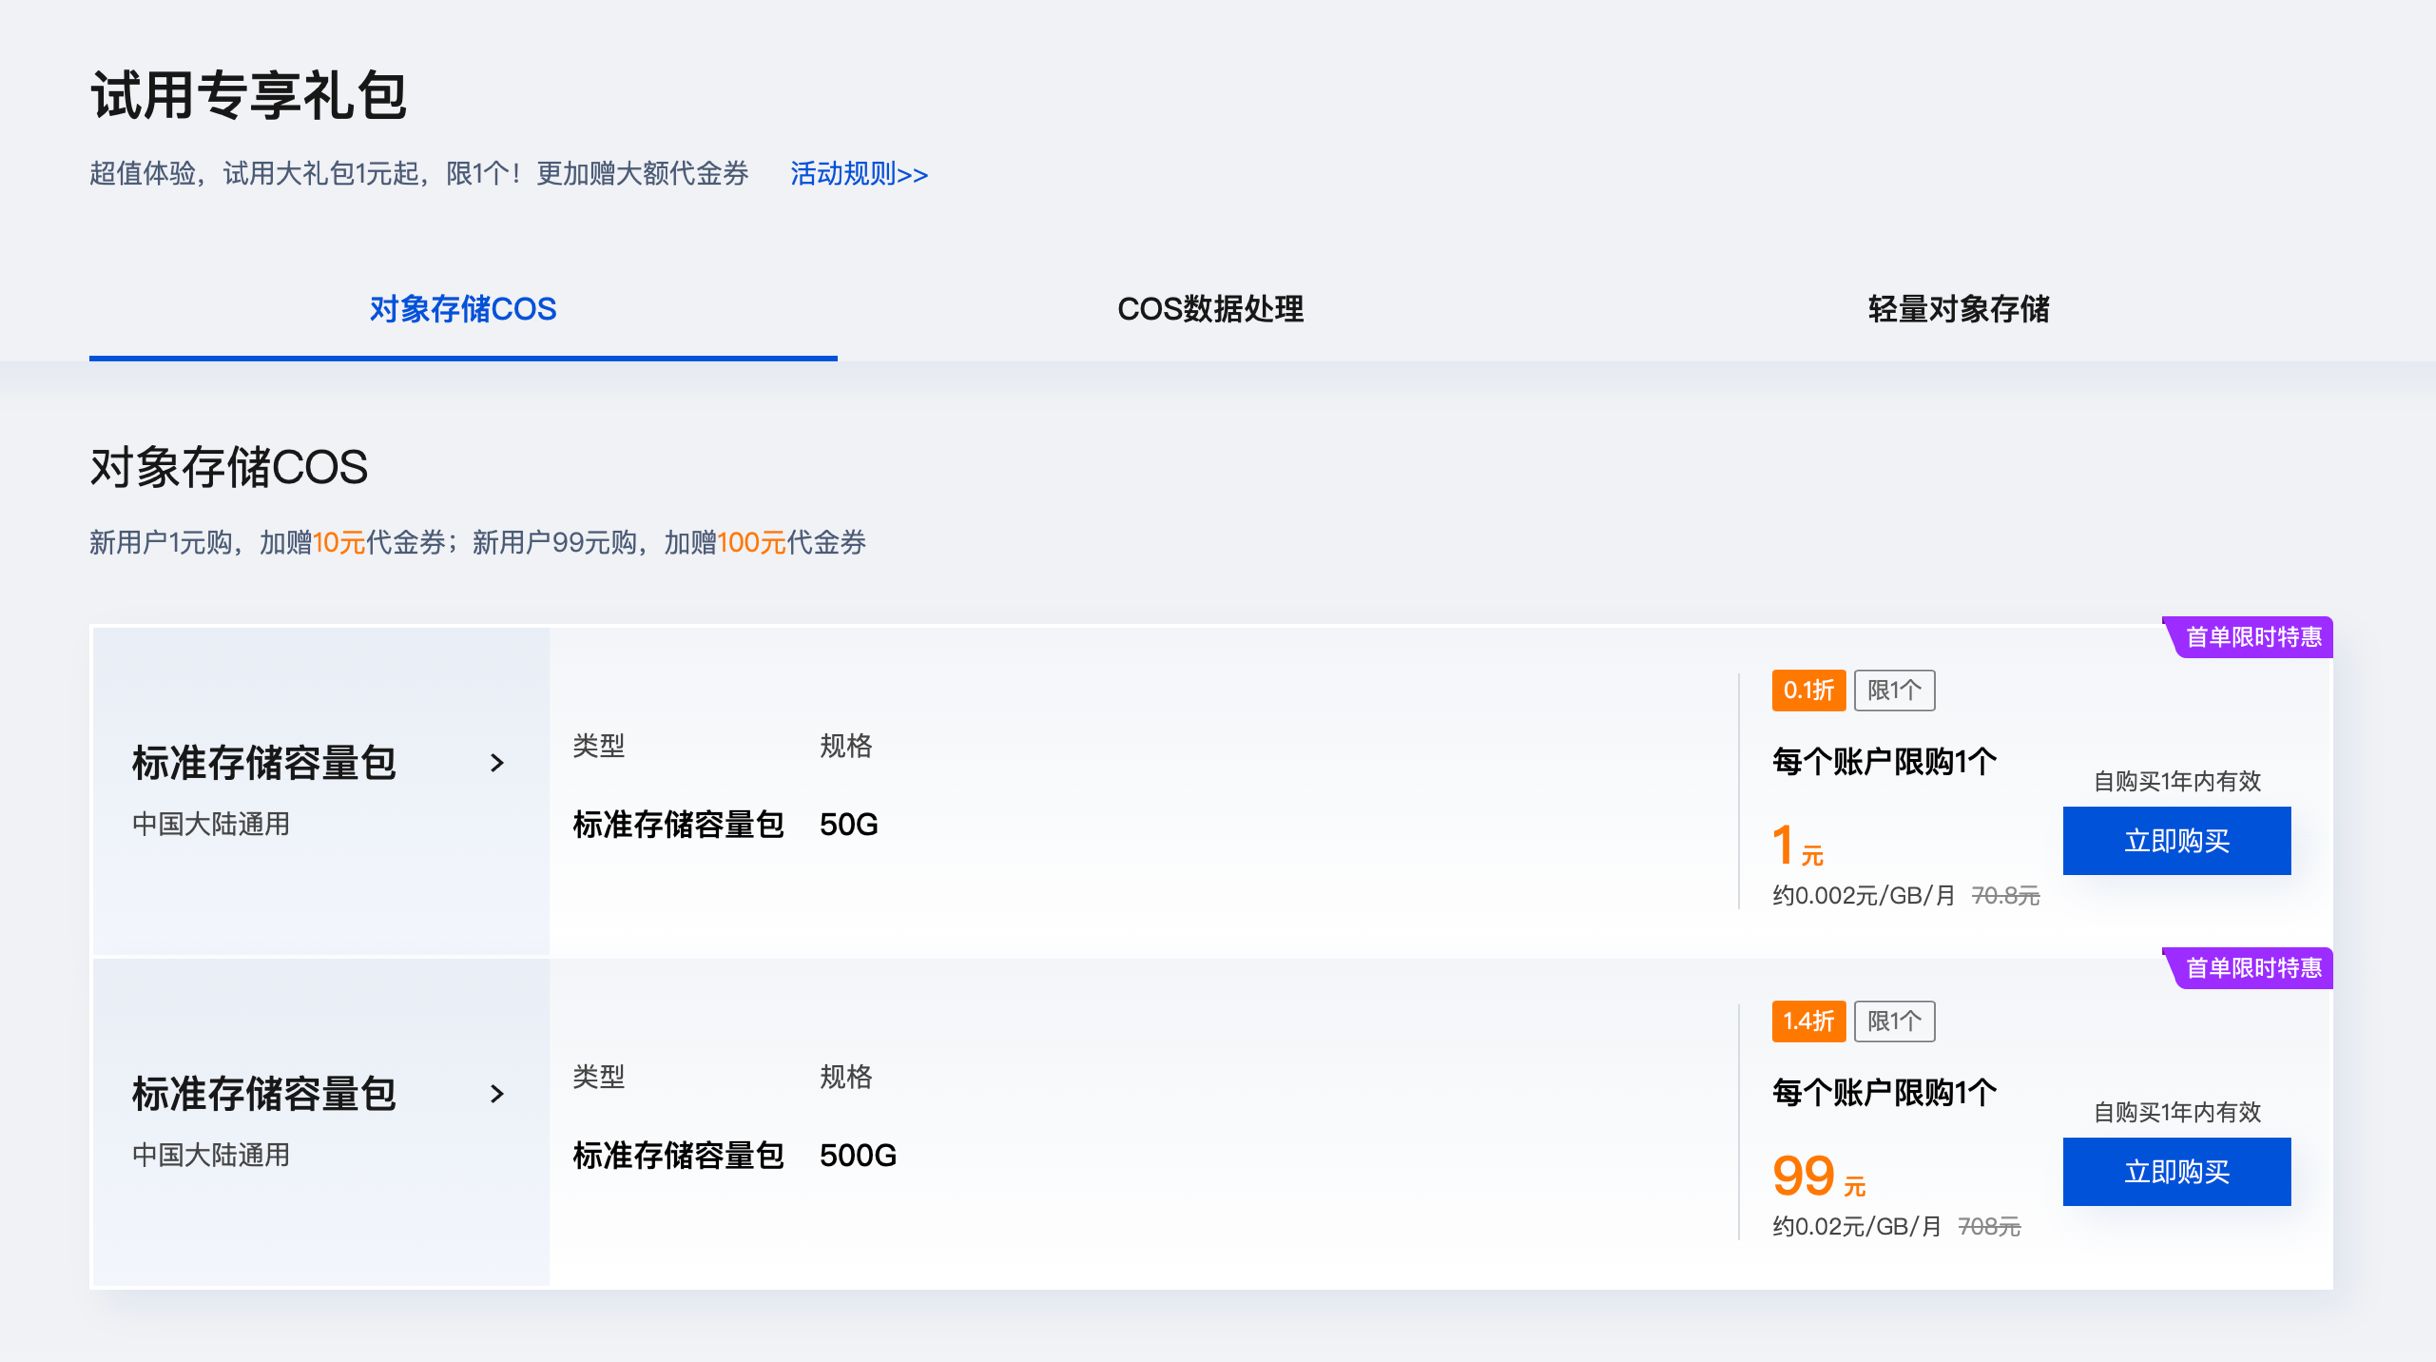 试用专享礼包
超值体验，试用大礼包1元起，限1个！更加赠大额代金券 活动规则>>
对象存储COS COS数据处理 轻量对象存储
对象存储COS
新用户1元购，加赠10元代金券；新用户99元购，加赠100元代金券
首单限时特惠
标准存储容量包
中国大陆通用
类型 规格
标准存储容量包 50G
0.1折 限1个
每个账户限购1个
1元
约0.002元/GB/月 70.8元
自购买1年内有效
立即购买
首单限时特惠
标准存储容量包
中国大陆通用
类型 规格
标准存储容量包 500G
1.4折 限1个
每个账户限购1个
99元
约0.02元/GB/月 708元
自购买1年内有效
立即购买